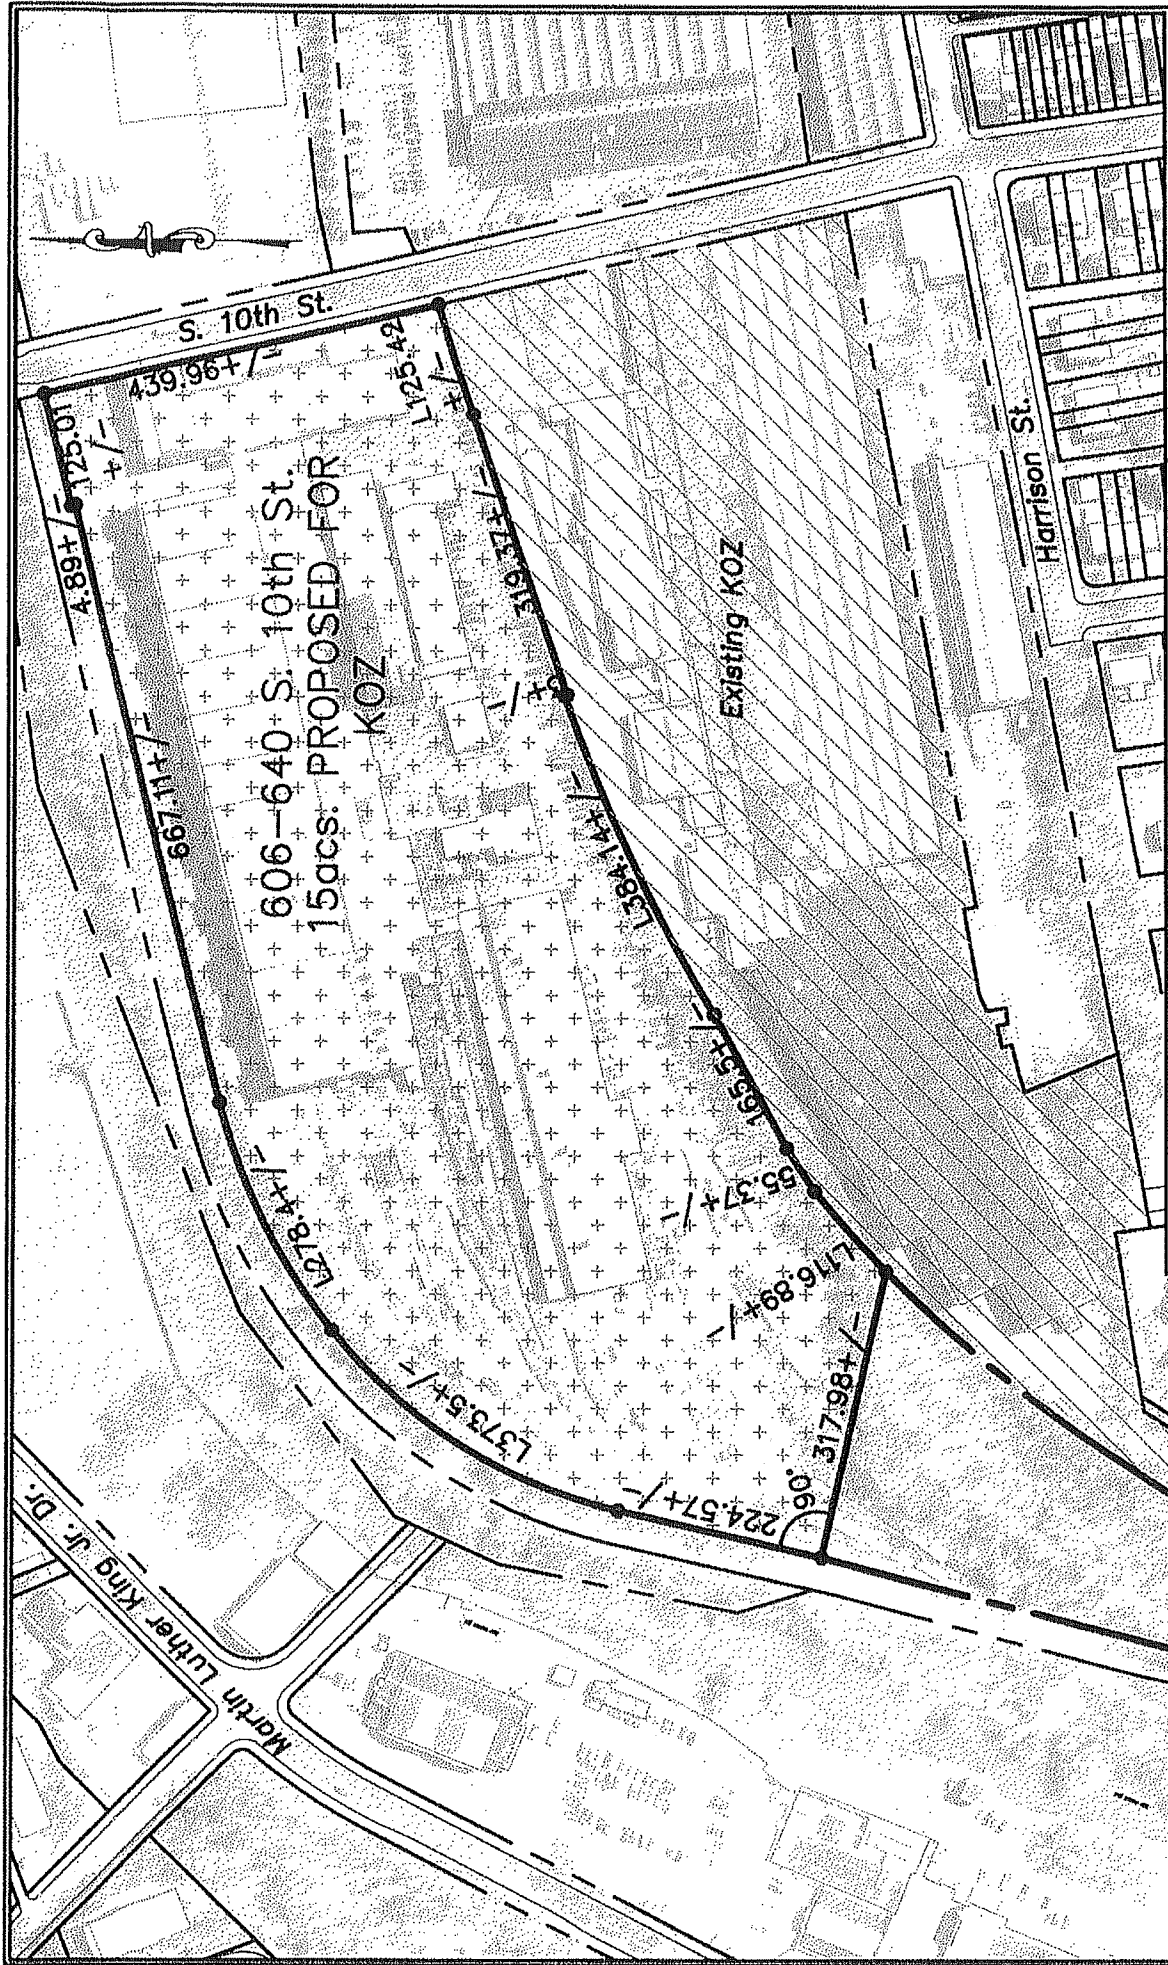 S. 10th St.
439.96+/-
125.01
+/-
4.89+/-
667.11+/-
L278.4+/-
L373.5+/-
224.57+/-
90.
317.98+/-
L116.89+/-
55.37+/-
165.5+/-
L384.14+/-
3+/-
319.37+/-
L125.42
+/-
606-640 S. 10th St.
15acs. PROPOSED FOR
KOZ
Existing KOZ
Harrison St.
Martin Luther King Jr. Dr.